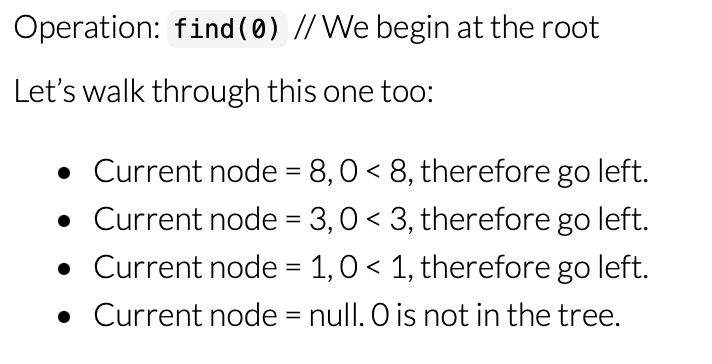 Operation: find(0) // We begin at the root
Let’s walk through this one too:
• Current node = 8, 0 < 8, therefore go left.
• Current node = 3, 0 < 3, therefore go left.
• Current node = 1, 0 < 1, therefore go left.
• Current node = null. 0 is not in the tree.